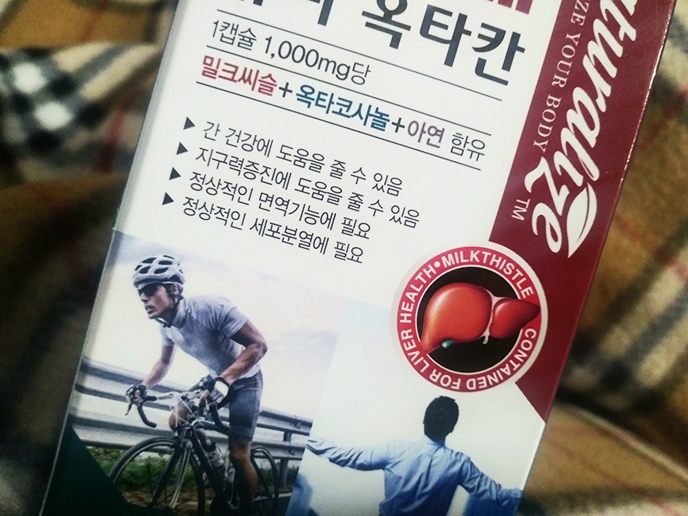 옥타칸
1캡슐 1,000mg당
밀크씨슬+옥타코사놀+아연 함유
▶ 간 건강에 도움을 줄 수 있음
▶ 지구력증진에 도움을 줄 수 있음
▶ 정상적인 면역기능에 필요
▶ 정상적인 세포분열에 필요
YOUR BODY
TM
CONTAINED FOR LIVER HEALTH•MILKTHISTLE